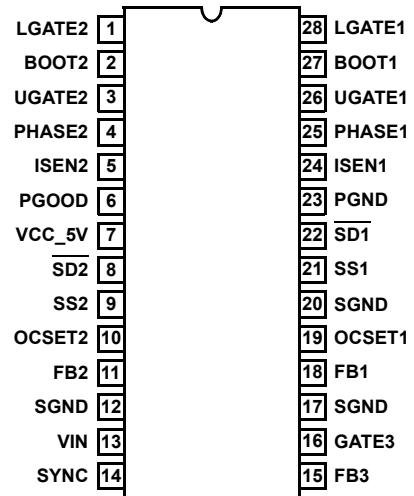 LGATE2 1 28 LGATE1
BOOT2 2 27 BOOT1
UGATE2 3 26 UGATE1
PHASE2 4 25 PHASE1
ISEN2 5 24 ISEN1
PGOOD 6 23 PGND
VCC_5V 7 22 SD1
SD2 8 21 SS1
SS2 9 20 SGND
OCSET2 10 19 OCSET1
FB2 11 18 FB1
SGND 12 17 SGND
VIN 13 16 GATE3
SYNC 14 15 FB3